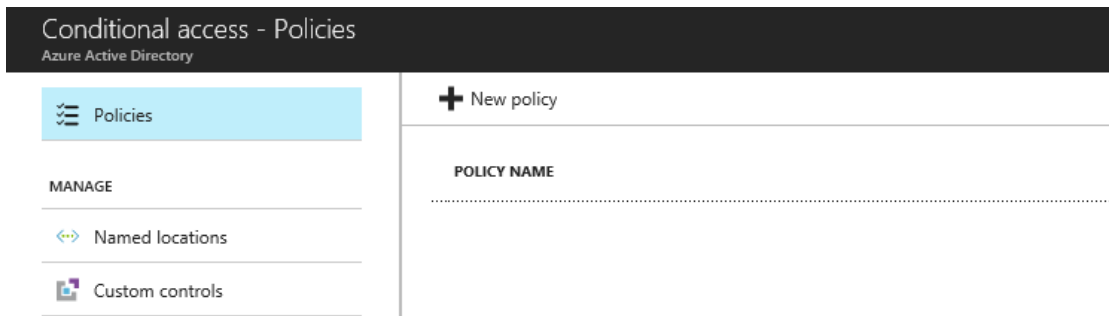 Conditional access - Policies
Azure Active Directory
Policies
MANAGE
Named locations
Custom controls
New policy
POLICY NAME